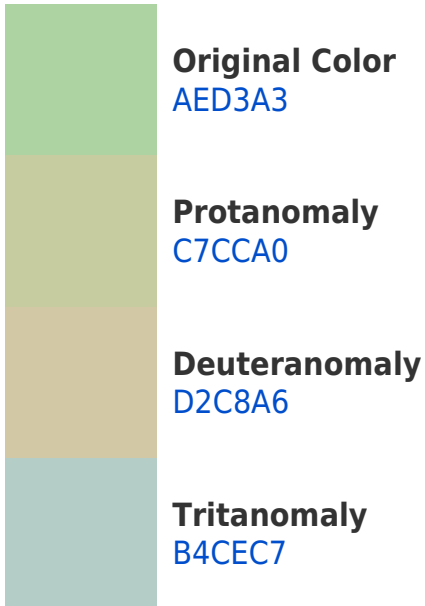 Original Color
AED3A3
Protanomaly
C7CCA0
Deuteranomaly
D2C8A6
Tritanomaly
B4CEC7